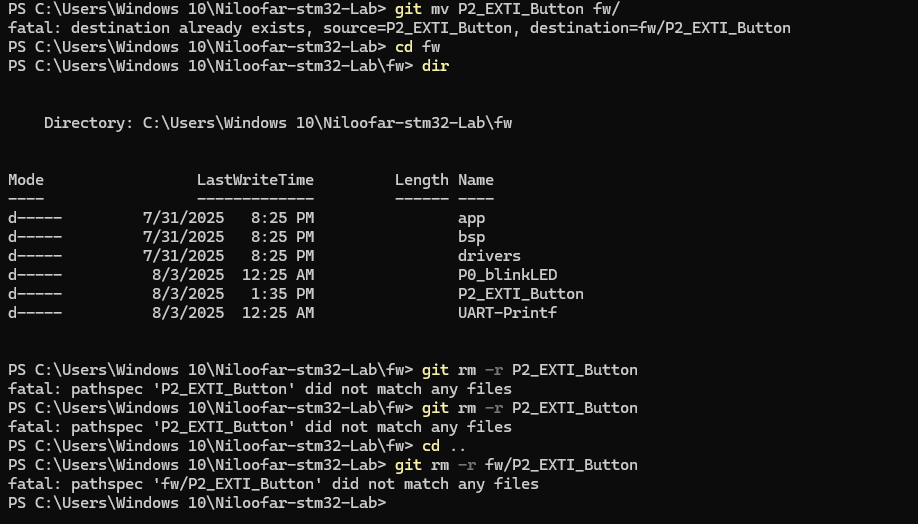 PS C:\Users\Windows 10\Niloofar-stm32-Lab> git mv P2_EXTI_Button fw/
fatal: destination already exists, source=P2_EXTI_Button, destination=fw/P2_EXTI_Button
PS C:\Users\Windows 10\Niloofar-stm32-Lab> cd fw
PS C:\Users\Windows 10\Niloofar-stm32-Lab\fw> dir
Directory: C:\Users\Windows 10\Niloofar-stm32-Lab\fw
Mode LastWriteTime Length Name
---- ------------- ------ ----
d----- 7/31/2025 8:25 PM app
d----- 7/31/2025 8:25 PM bsp
d----- 7/31/2025 8:25 PM drivers
d----- 8/3/2025 12:25 AM P0_blinkLED
d----- 8/3/2025 1:35 PM P2_EXTI_Button
d----- 8/3/2025 12:25 AM UART-Printf
PS C:\Users\Windows 10\Niloofar-stm32-Lab\fw> git rm -r P2_EXTI_Button
fatal: pathspec 'P2_EXTI_Button' did not match any files
PS C:\Users\Windows 10\Niloofar-stm32-Lab\fw> git rm -r P2_EXTI_Button
fatal: pathspec 'P2_EXTI_Button' did not match any files
PS C:\Users\Windows 10\Niloofar-stm32-Lab\fw> cd ..
PS C:\Users\Windows 10\Niloofar-stm32-Lab> git rm -r fw/P2_EXTI_Button
fatal: pathspec 'fw/P2_EXTI_Button' did not match any files
PS C:\Users\Windows 10\Niloofar-stm32-Lab>